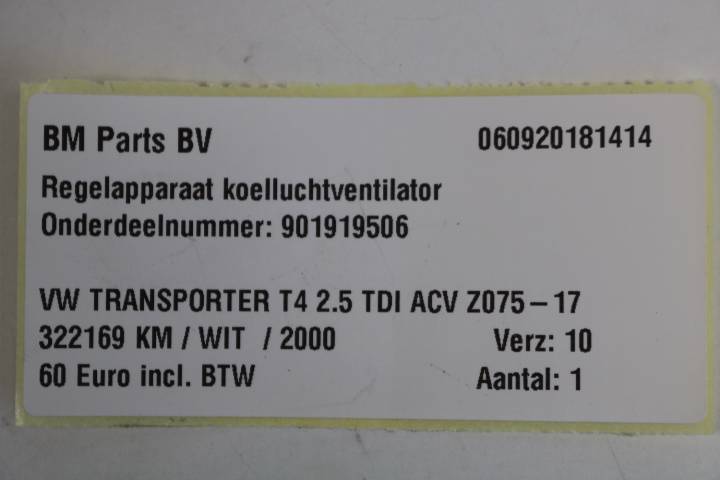 BM Parts BV 060920181414
Regelapparaat koelluchtventilator
Onderdeelnummer: 901919506
VW TRANSPORTER T4 2.5 TDI ACV Z075-17
322169 KM / WIT / 2000 Verz: 10
60 Euro incl. BTW Aantal: 1